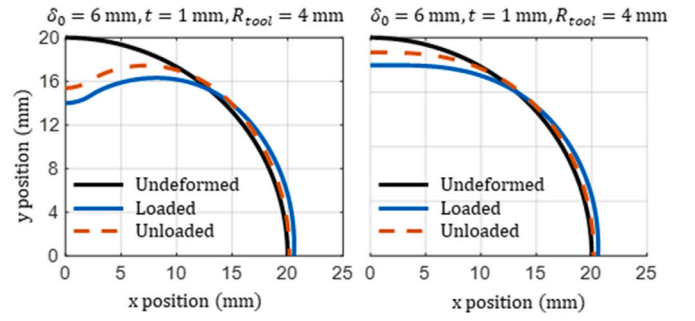 δ₀ = 6 mm, t = 1 mm, R_tool = 4 mm
20
16
12
8
4
0
y position (mm)
Undeformed
Loaded
Unloaded
0 5 10 15 20 25
x position (mm)
δ₀ = 6 mm, t = 1 mm, R_tool = 4 mm
Undeformed
Loaded
Unloaded
0 5 10 15 20 25
x position (mm)